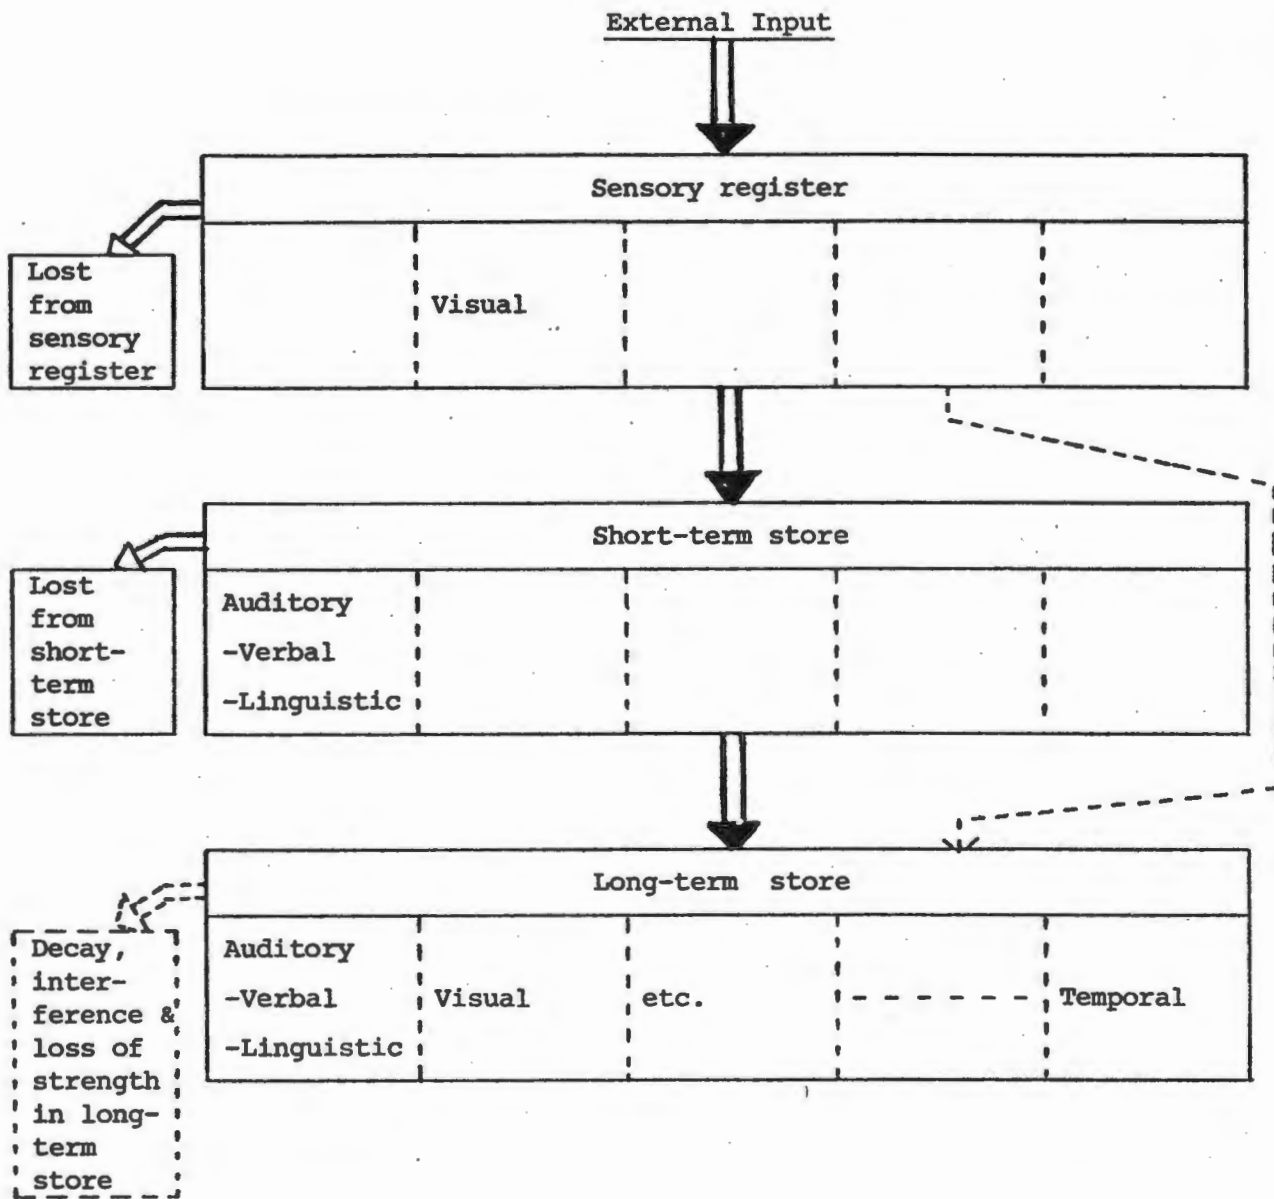 External Input
Sensory register
Lost
from
sensory
register
Visual
Short-term store
Lost
from
short-
term
store
Auditory
-Verbal
-Linguistic
Long-term store
Decay,
inter-
ference &
loss of
strength
in long-
term
store
Auditory
-Verbal
-Linguistic
Visual
etc.
Temporal